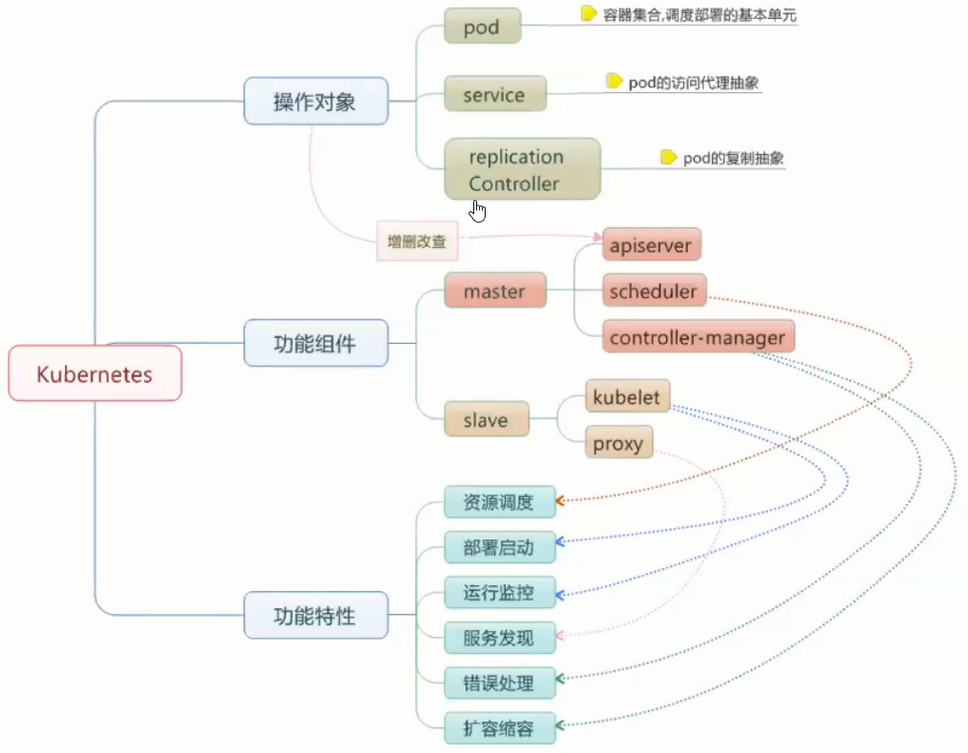 pod
容器集合,调度部署的基本单元
操作对象
service
pod的访问代理抽象
replication
Controller
pod的复制抽象
增删改查
apiserver
master
scheduler
功能组件
controller-manager
Kubernetes
kubelet
slave
proxy
资源调度
部署启动
运行监控
功能特性
服务发现
错误处理
扩容缩容